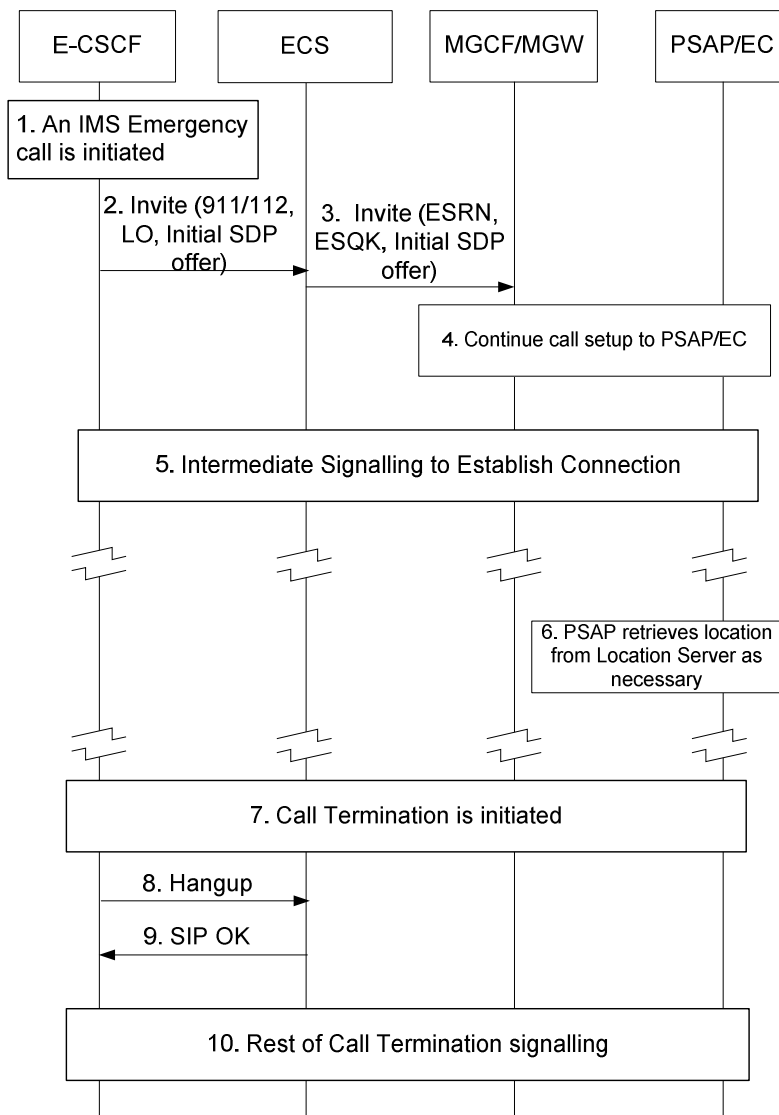 E-CSCF
ECS
MGCF/MGW
PSAP/EC
1. An IMS Emergency
call is initiated
2. Invite (911/112,
LO, Initial SDP
offer)
3. Invite (ESRN,
ESQK, Initial SDP
offer)
4. Continue call setup to PSAP/EC
5. Intermediate Signalling to Establish Connection
6. PSAP retrieves location
from Location Server as
necessary
7. Call Termination is initiated
8. Hangup
9. SIP OK
10. Rest of Call Termination signalling